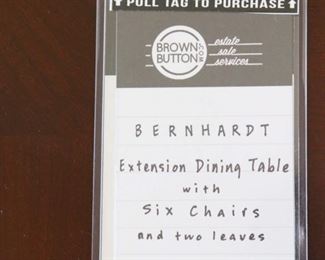 PULL TAG TO PURCHASE
BROWN
BUTTON
.COM
estate
sale
services
BERNHARDT
Extension Dining Table
with
Six Chairs
and two leaves